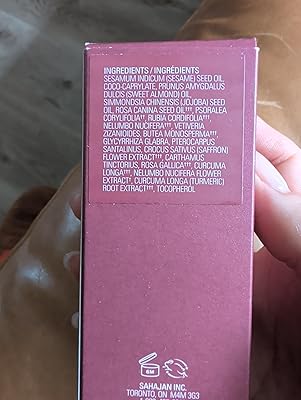 INGREDIENTS / INGRÉDIENTS
SESAMUM INDICUM (SESAME) SEED OIL,
COCO-CAPRYLATE, PRUNUS AMYGDALUS
DULCIS (SWEET ALMOND) OIL,
SIMMONDSIA CHINENSIS (JOJOBA) SEED
OIL, ROSA CANINA SEED OIL†††, PSORALEA
CORYLIFOLIA††, RUBIA CORDIFOLIA††,
NELUMBO NUCIFERA††, VETIVERIA
ZIZANIOIDES, BUTEA MONOSPERMA†††,
GLYCYRRHIZA GLABRA, PTEROCARPUS
SANTALINUS, CROCUS SATIVUS (SAFFRON)
FLOWER EXTRACT††, CARTHAMUS
TINCTORIUS, ROSA GALLICA††, CURCUMA
LONGA††, NELUMBO NUCIFERA FLOWER
EXTRACT, CURCUMA LONGA (TURMERIC)
ROOT EXTRACT††, TOCOPHEROL
6M
SAHAJAN INC.
TORONTO, ON M4M 3G3